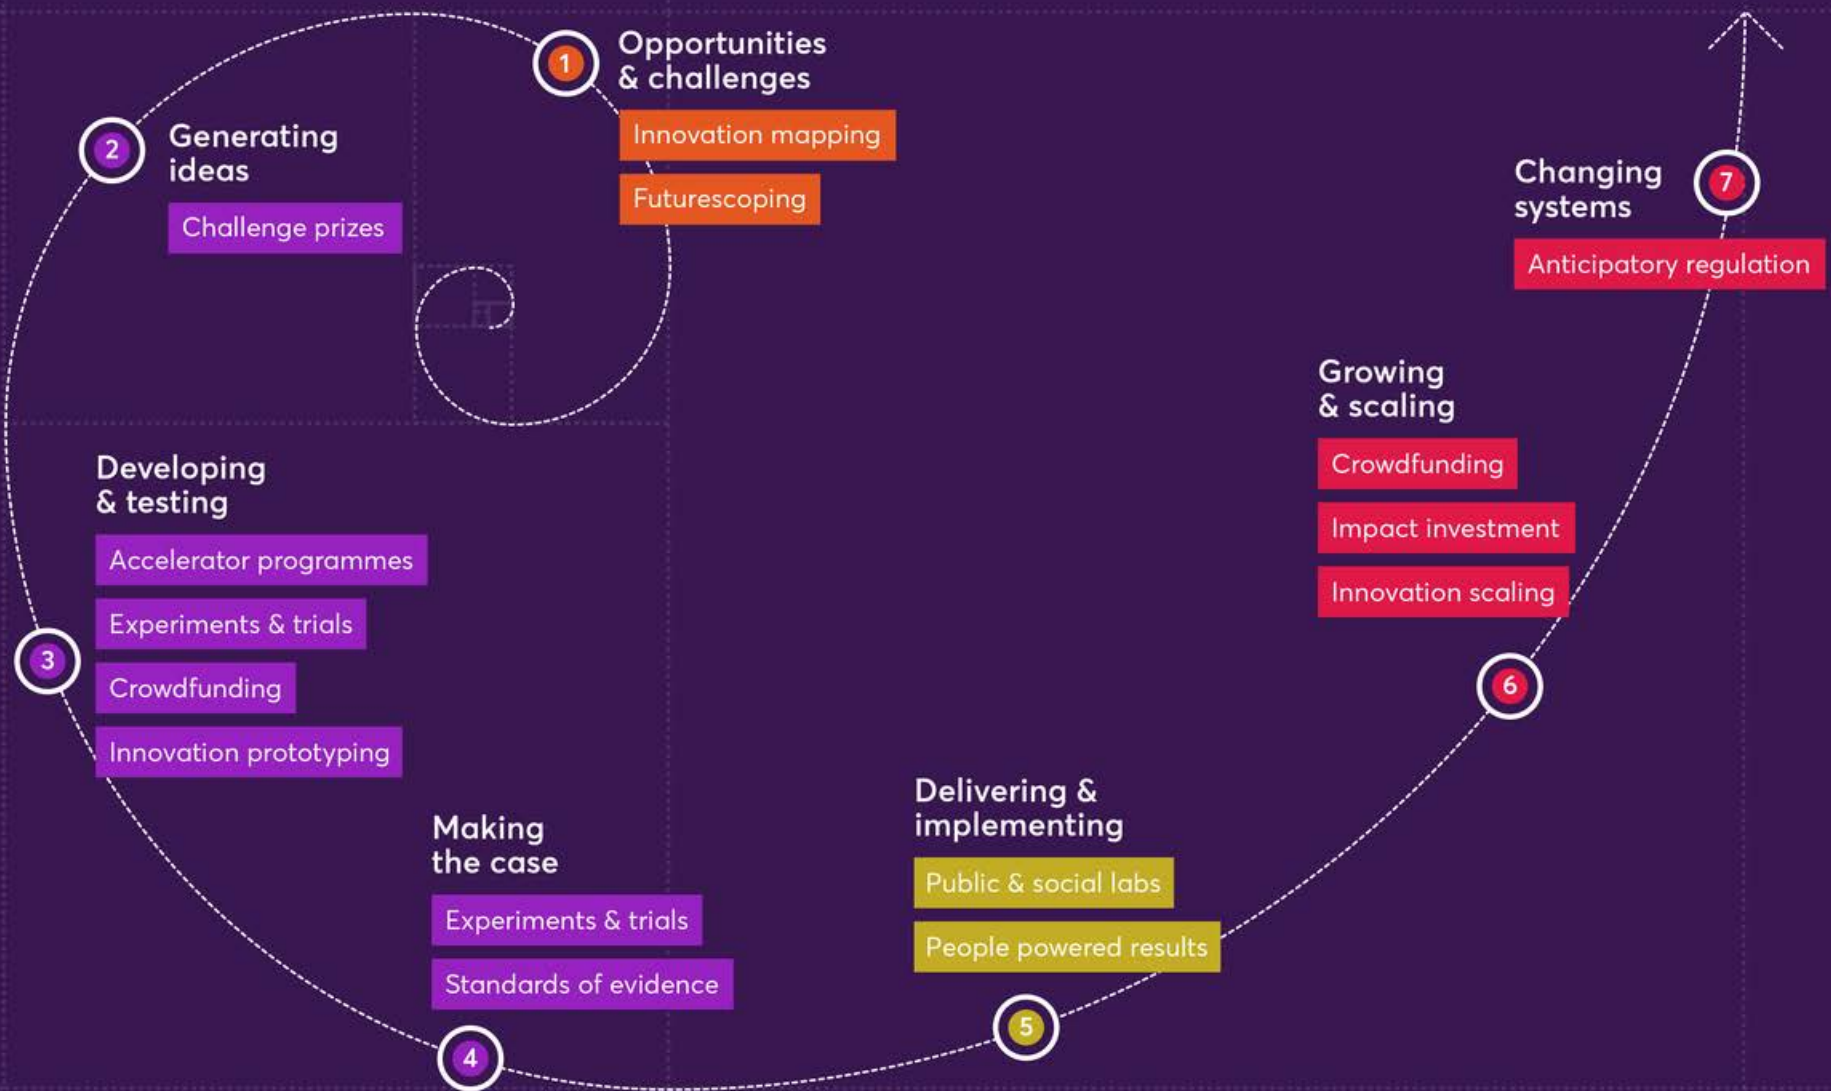 1
Opportunities
& challenges
Innovation mapping
Futurescoping
2
Generating
ideas
Challenge prizes
3
Developing
& testing
Accelerator programmes
Experiments & trials
Crowdfunding
Innovation prototyping
4
Making
the case
Experiments & trials
Standards of evidence
5
Delivering &
implementing
Public & social labs
People powered results
6
Growing
& scaling
Crowdfunding
Impact investment
Innovation scaling
7
Changing
systems
Anticipatory regulation